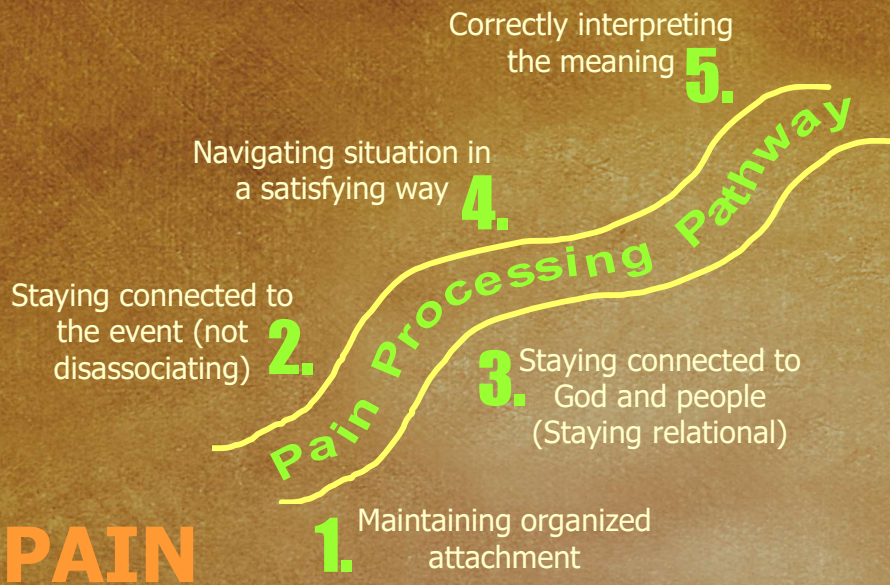 Correctly interpreting
the meaning 5.
Navigating situation in
a satisfying way 4.
Pain Processing Pathway
Staying connected to
the event (not
disassociating) 2.
3. Staying connected to
God and people
(Staying relational)
1. Maintaining organized
attachment
PAIN